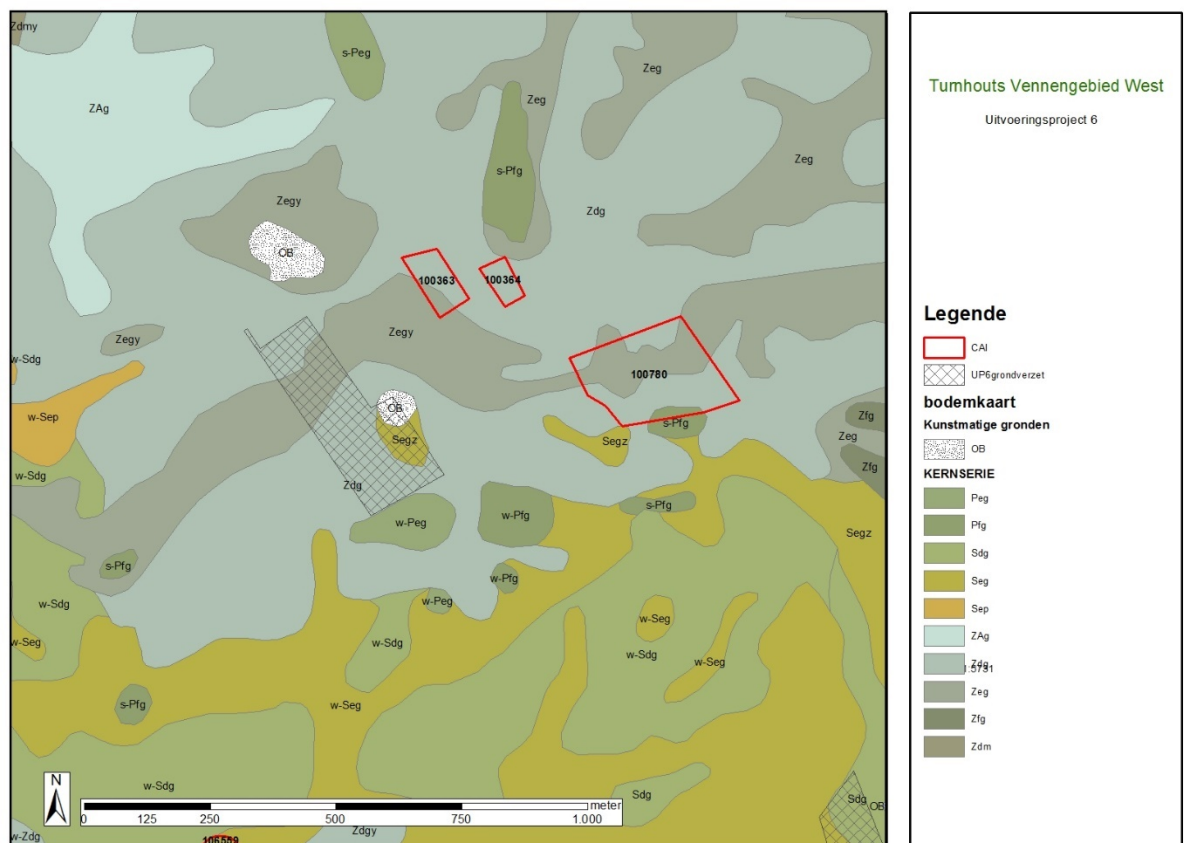 Zdmy
s-Peg
Zeg
ZAg
Zeg
Zeg
s-Pfg
Zegy
Zdg
OB
100363
100364
Zegy
Zegy
w-Sdg
100780
w-Sep
OB
s-Pfg
Zfg
Segz
Segz
Zeg
Zfg
w-Sdg
Zdg
s-Pfg
w-Peg
w-Pfg
Segz
s-Pfg
w-Pfg
w-Sdg
w-Peg
w-Seg
w-Seg
w-Sdg
w-Sdg
w-Seg
s-Pfg
w-Seg
w-Sdg
Sdg
Sdg
OB
N
meter
0 125 250 500 750 1.000
w-Zdg
106559
Zdgy
Turnhouts Vennengebied West
Uitvoeringsproject 6
Legende
CAI
UP6grondverzet
bodemkaart
Kunstmatige gronden
OB
KERNSERIE
Peg
Pfg
Sdg
Seg
Sep
ZAg
Zdg
Zeg
Zfg
Zdm